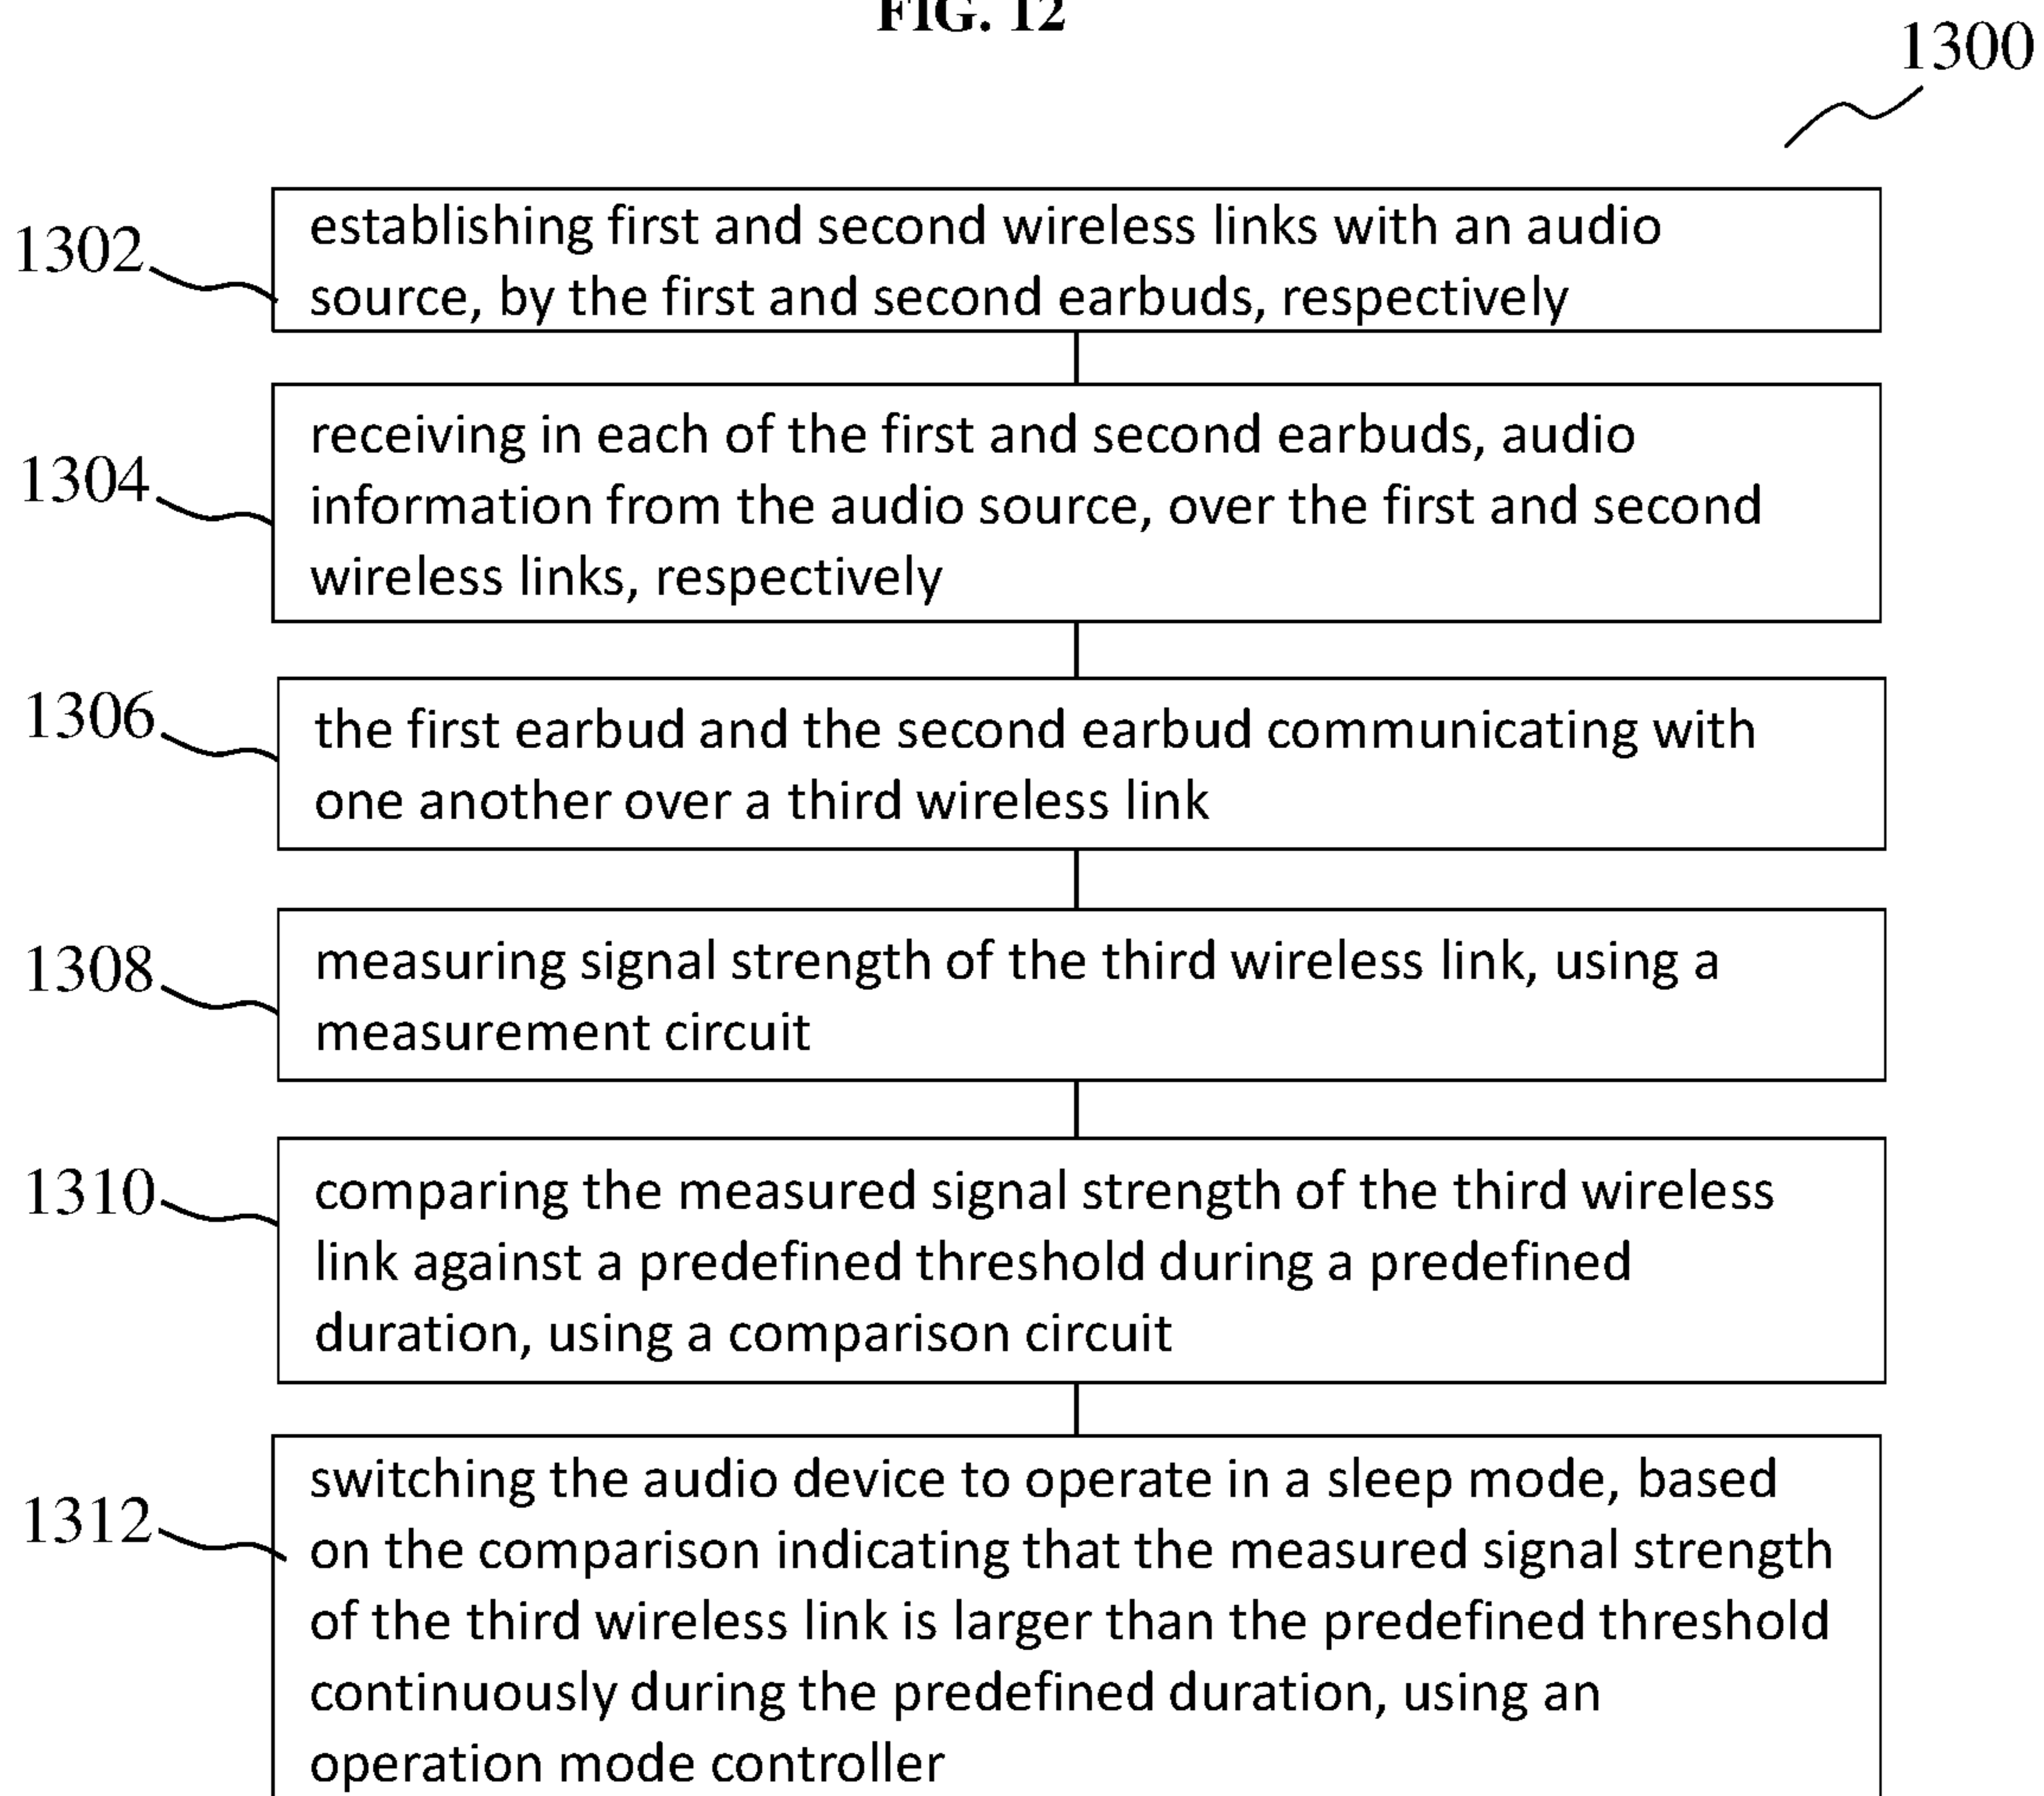 FIG. 12
1300
1302
establishing first and second wireless links with an audio
source, by the first and second earbuds, respectively
1304
receiving in each of the first and second earbuds, audio
information from the audio source, over the first and second
wireless links, respectively
1306
the first earbud and the second earbud communicating with
one another over a third wireless link
1308
measuring signal strength of the third wireless link, using a
measurement circuit
1310
comparing the measured signal strength of the third wireless
link against a predefined threshold during a predefined
duration, using a comparison circuit
1312
switching the audio device to operate in a sleep mode, based
on the comparison indicating that the measured signal strength
of the third wireless link is larger than the predefined threshold
continuously during the predefined duration, using an
operation mode controller